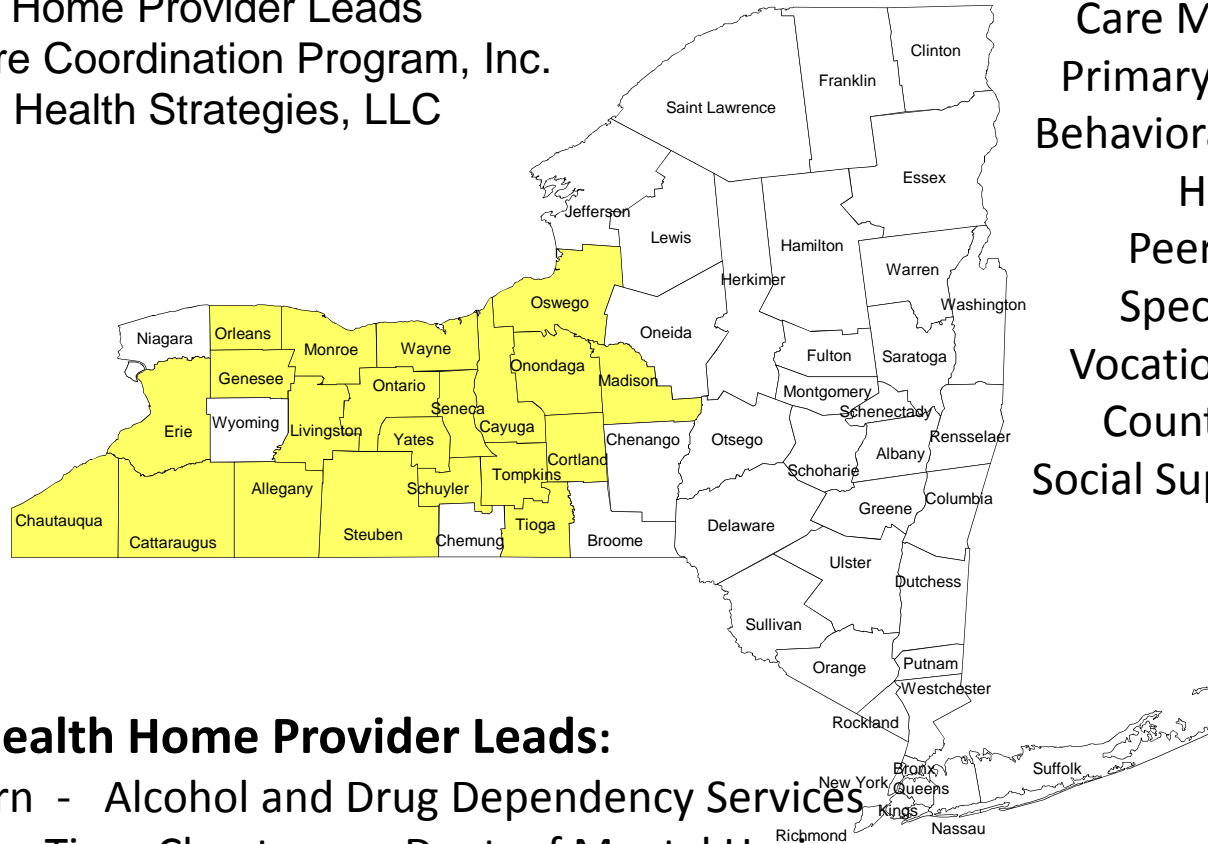 Home Provider Leads
re Coordination Program, Inc.
Health Strategies, LLC
Care M
Primary
Behaviora
H
Peer
Spec
Vocatio
Count
Social Sup
Clinton
Franklin
Saint Lawrence
Essex
Jefferson
Lewis
Hamilton
Herkimer
Warren
Washington
Oswego
Oneida
Niagara
Orleans
Monroe
Wayne
Onondaga
Madison
Fulton
Saratoga
Genesee
Ontario
Seneca
Cayuga
Montgomery
Schenectady
Erie
Wyoming
Livingston
Yates
Cortland
Chenango
Otsego
Albany
Rensselaer
Schoharie
Allegany
Schuyler
Tompkins
Columbia
Greene
Chautauqua
Cattaraugus
Steuben
Chemung
Tioga
Broome
Delaware
Ulster
Dutchess
Sullivan
Orange
Putnam
Westchester
Rockland
Bronx
New York
Queens
Suffolk
Kings
Nassau
Richmond
ealth Home Provider Leads:
rn - Alcohol and Drug Dependency Services